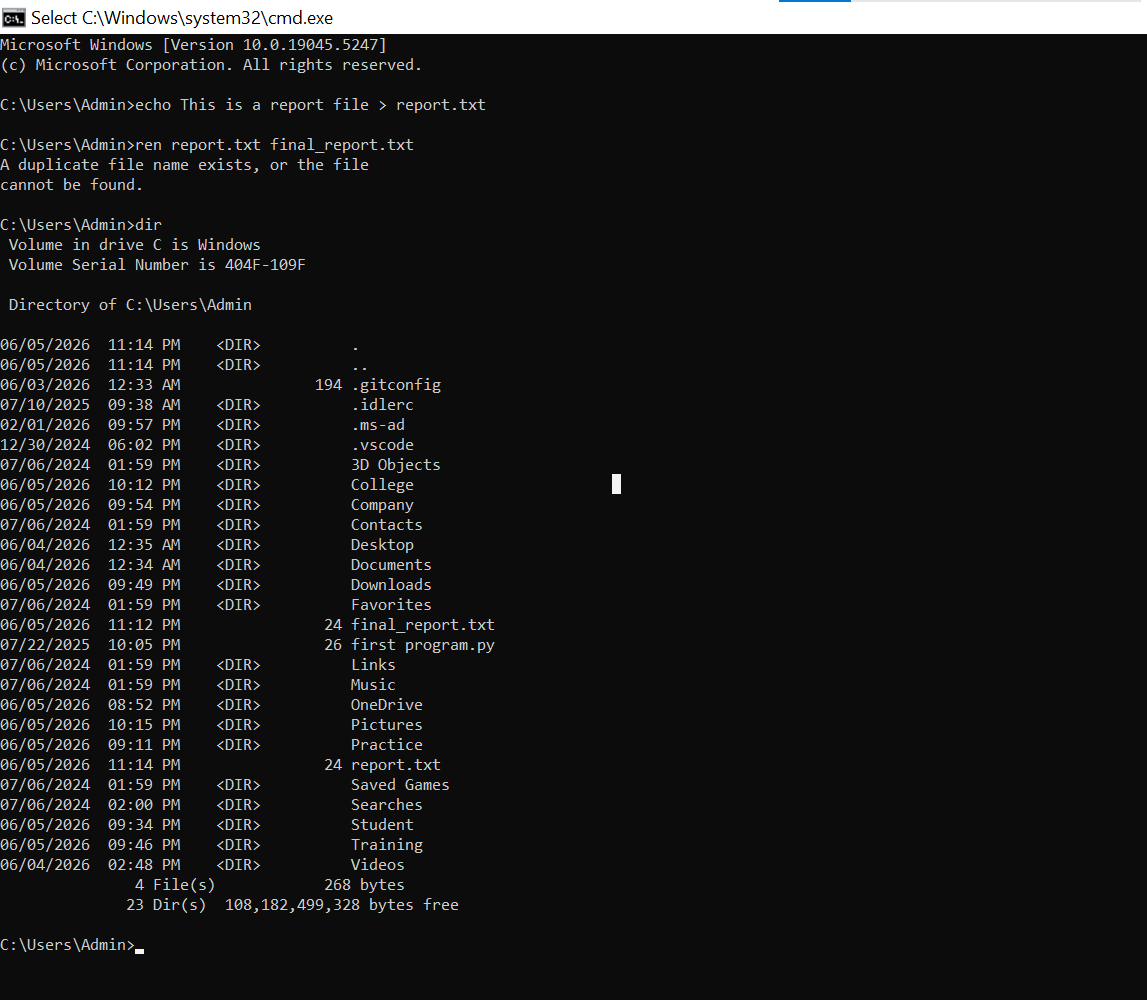 Select C:\Windows\system32\cmd.exe
Microsoft Windows [Version 10.0.19045.5247]
(c) Microsoft Corporation. All rights reserved.
C:\Users\Admin>echo This is a report file > report.txt
C:\Users\Admin>ren report.txt final_report.txt
A duplicate file name exists, or the file
cannot be found.
C:\Users\Admin>dir
 Volume in drive C is Windows
 Volume Serial Number is 404F-109F
 Directory of C:\Users\Admin
06/05/2026  11:14 PM    <DIR>          .
06/05/2026  11:14 PM    <DIR>          ..
06/03/2026  12:33 AM               194 .gitconfig
07/10/2025  09:38 AM    <DIR>          .idlerc
02/01/2026  09:57 PM    <DIR>          .ms-ad
12/30/2024  06:02 PM    <DIR>          .vscode
07/06/2024  01:59 PM    <DIR>          3D Objects
06/05/2026  10:12 PM    <DIR>          College
06/05/2026  09:54 PM    <DIR>          Company
07/06/2024  01:59 PM    <DIR>          Contacts
06/04/2026  12:35 AM    <DIR>          Desktop
06/04/2026  12:34 AM    <DIR>          Documents
06/05/2026  09:49 PM    <DIR>          Downloads
07/06/2024  01:59 PM    <DIR>          Favorites
06/05/2026  11:12 PM                24 final_report.txt
07/22/2025  10:05 PM                26 first program.py
07/06/2024  01:59 PM    <DIR>          Links
07/06/2024  01:59 PM    <DIR>          Music
06/05/2026  08:52 PM    <DIR>          OneDrive
06/05/2026  10:15 PM    <DIR>          Pictures
06/05/2026  09:11 PM    <DIR>          Practice
06/05/2026  11:14 PM                24 report.txt
07/06/2024  01:59 PM    <DIR>          Saved Games
07/06/2024  02:00 PM    <DIR>          Searches
06/05/2026  09:34 PM    <DIR>          Student
06/05/2026  09:46 PM    <DIR>          Training
06/04/2026  02:48 PM    <DIR>          Videos
               4 File(s)            268 bytes
              23 Dir(s)  108,182,499,328 bytes free
C:\Users\Admin>